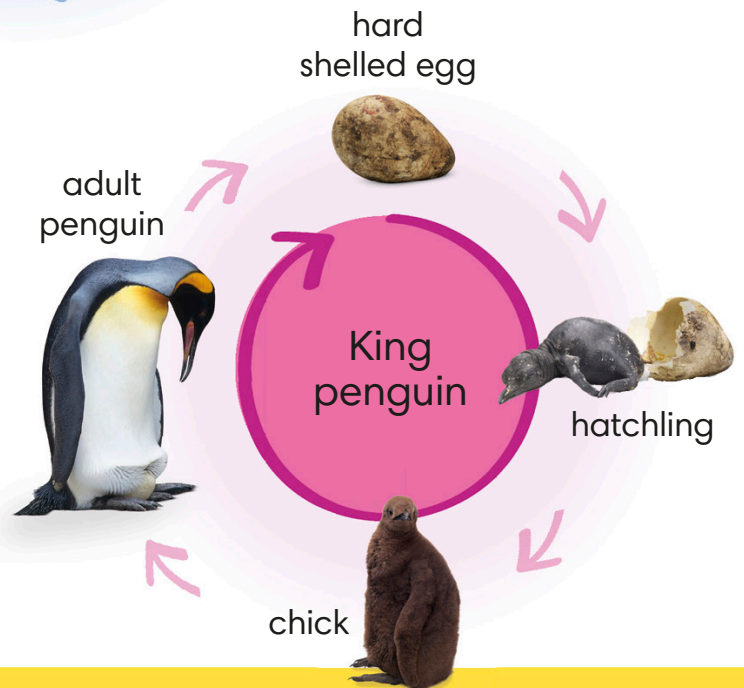 hard
shelled egg
adult
penguin
King
penguin
hatchling
chick